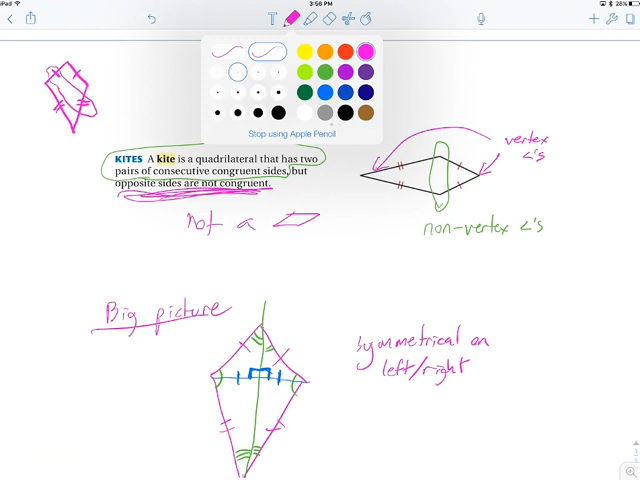 iPad
3:56 PM
28%
T
Stop using Apple Pencil
KITES A kite is a quadrilateral that has two
pairs of consecutive congruent sides, but
opposite sides are not congruent.
not a
vertex
<'s
non-vertex <'s
Big picture
Symmetrical on
left/right